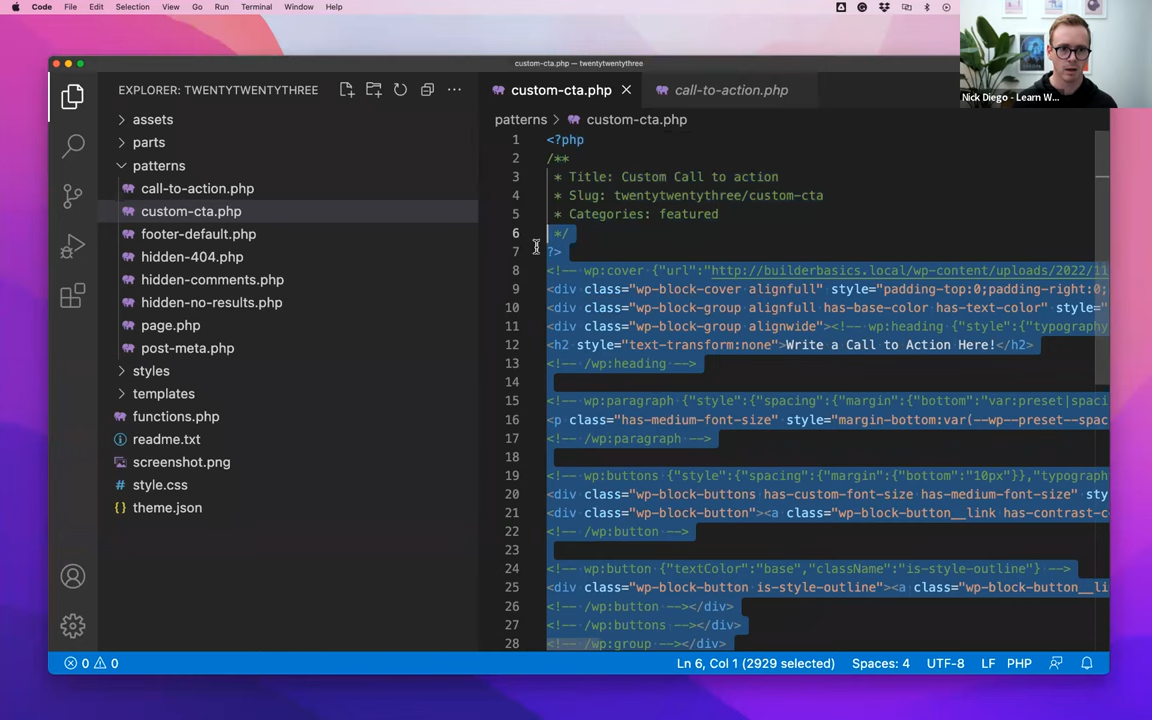 Code File Edit Selection View Go Run Terminal Window Help
Nick Diego - Learn W...
custom-cta.php — twentytwentythree
EXPLORER: TWENTYTWENTYTHREE
assets
parts
patterns
call-to-action.php
custom-cta.php
footer-default.php
hidden-404.php
hidden-comments.php
hidden-no-results.php
page.php
post-meta.php
styles
templates
functions.php
readme.txt
screenshot.png
style.css
theme.json
custom-cta.php call-to-action.php
patterns > custom-cta.php
1 <?php
2 /**
3 * Title: Custom Call to action
4 * Slug: twentytwentythree/custom-cta
5 * Categories: featured
6 */
7 ?>
8 <!-- wp:cover {"url":"http://builderbasics.local/wp-content/uploads/2022/11
9 <div class="wp-block-cover alignfull" style="padding-top:0;padding-right:0;
10 <div class="wp-block-group alignfull has-base-color has-text-color" style="
11 <div class="wp-block-group alignwide"><!-- wp:heading {"style":{"typography
12 <h2 style="text-transform:none">Write a Call to Action Here!</h2>
13 <!-- /wp:heading -->
14
15 <!-- wp:paragraph {"style":{"spacing":{"margin":{"bottom":"var:preset|spaci
16 <p class="has-medium-font-size" style="margin-bottom:var(--wp--preset--spac
17 <!-- /wp:paragraph -->
18
19 <!-- wp:buttons {"style":{"spacing":{"margin":{"bottom":"10px"}},"typograph
20 <div class="wp-block-buttons has-custom-font-size has-medium-font-size" sty
21 <div class="wp-block-button"><a class="wp-block-button__link has-contrast-c
22 <!-- /wp:button -->
23
24 <!-- wp:button {"textColor":"base","className":"is-style-outline"} -->
25 <div class="wp-block-button is-style-outline"><a class="wp-block-button__li
26 <!-- /wp:button --></div>
27 <!-- /wp:buttons --></div>
28 <!-- /wp:group --></div>
0 0 Ln 6, Col 1 (2929 selected) Spaces: 4 UTF-8 LF PHP